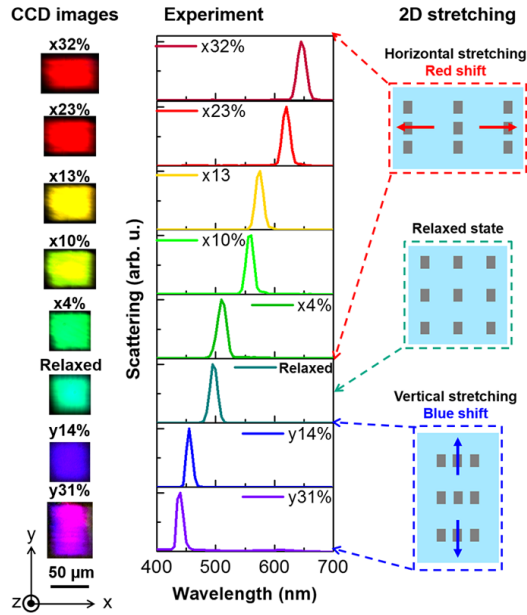 CCD images
Experiment
2D stretching
x32%
x23%
x13%
x10%
x4%
Relaxed
y14%
y31%
y
z
x
50 µm
Scattering (arb. u.)
x32%
x23%
x13
x10%
x4%
Relaxed
y14%
y31%
400
500
600
700
Wavelength (nm)
Horizontal stretching
Red shift
Relaxed state
Vertical stretching
Blue shift